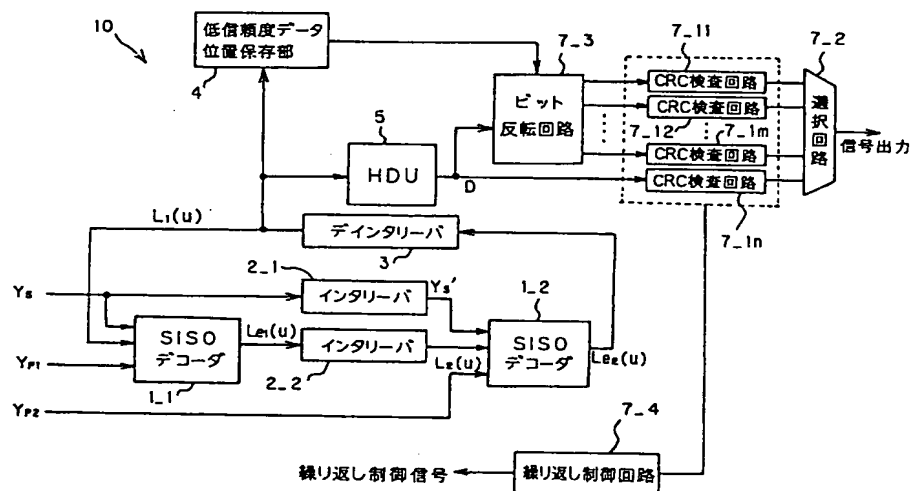 10
低信頼度データ
位置保存部
4
7_3
ビット
反転回路
7_11
CRC検査回路
CRC検査回路
7_12
7_1m
CRC検査回路
CRC検査回路
7_1n
7_2
選択回路
信号出力
5
HDU
D
L1(u)
デインタリーバ
3
2_1
Ys
インタリーバ
Ys'
1_2
SISO
デコーダ
Le1(u)
インタリーバ
SISO
デコーダ
Le2(u)
YP1
2_2
L2(u)
1_1
YP2
7_4
繰り返し制御信号
繰り返し制御回路